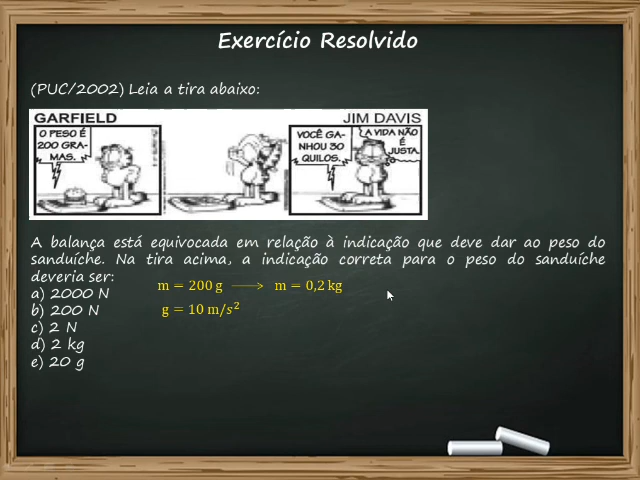 Exercício Resolvido
(PUC/2002) Leia a tira abaixo:
GARFIELD
JIM DAVIS
O PESO É
200 GRA-
MAS.
VOCÊ GA-
NHOU 30
QUILOS.
A VIDA NÃO
É
JUSTA.
A balança está equivocada em relação à indicação que deve dar ao peso do
sanduíche. Na tira acima, a indicação correta para o peso do sanduíche
deveria ser:
m = 200 g ⟶ m = 0,2 kg
a) 2000 N
g = 10 m/s²
b) 200 N
c) 2 N
d) 2 kg
e) 20 g